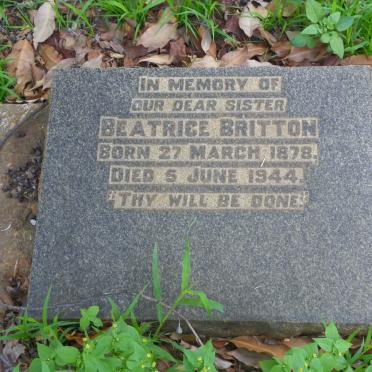 IN MEMORY OF
OUR DEAR SISTER
BEATRICE BRITTON
BORN 27 MARCH 1878.
DIED 5 JUNE 1944.
"THY WILL BE DONE."